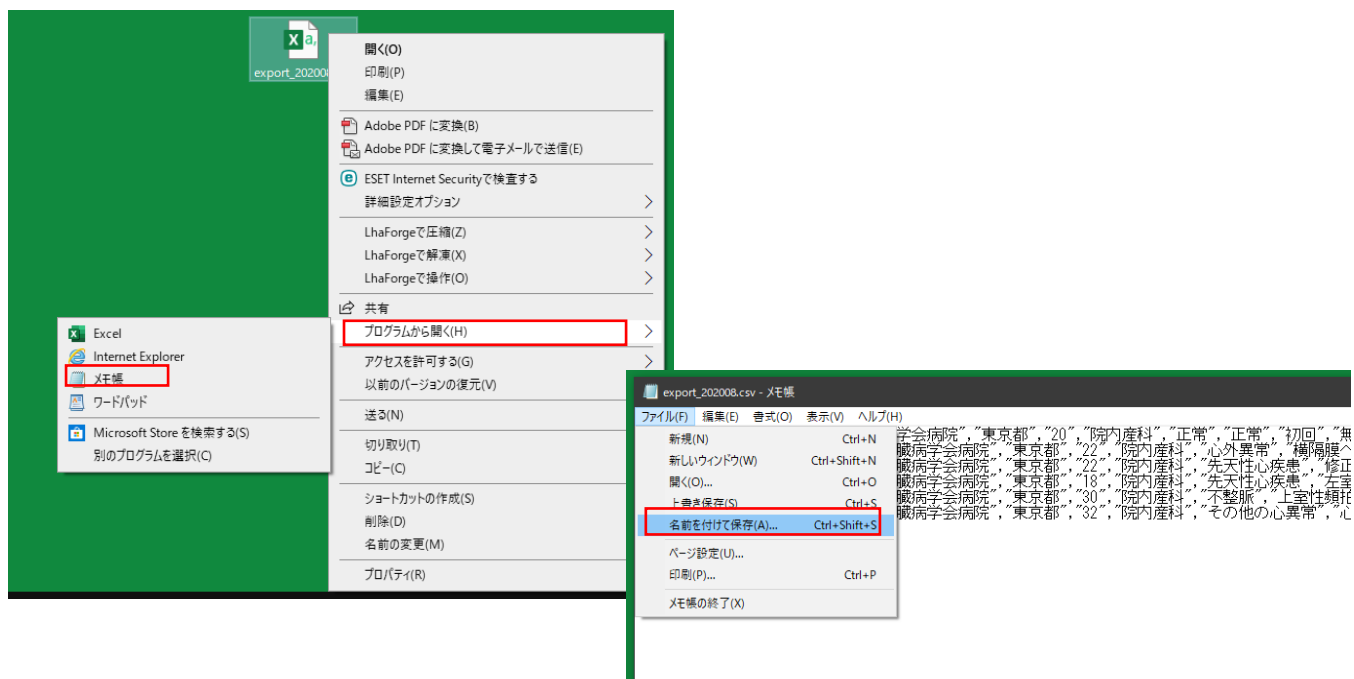 a,
export_20200
開く(O)
印刷(P)
編集(E)
Adobe PDF に変換(B)
Adobe PDF に変換して電子メールで送信(E)
ESET Internet Securityで検査する
詳細設定オプション
LhaForgeで圧縮(Z)
LhaForgeで解凍(X)
LhaForgeで操作(O)
共有
プログラムから開く(H)
アクセスを許可する(G)
以前のバージョンの復元(V)
送る(N)
切り取り(T)
コピー(C)
ショートカットの作成(S)
削除(D)
名前の変更(M)
プロパティ(R)
Excel
Internet Explorer
メモ帳
ワードパッド
Microsoft Store を検索する(S)
別のプログラムを選択(C)
export_202008.csv - メモ帳
ファイル(F) 編集(E) 書式(O) 表示(V) ヘルプ(H)
新規(N) Ctrl+N
新しいウィンドウ(W) Ctrl+Shift+N
開く(O)... Ctrl+O
上書き保存(S) Ctrl+S
名前を付けて保存(A)... Ctrl+Shift+S
ページ設定(U)...
印刷(P)... Ctrl+P
メモ帳の終了(X)
学会病院","東京都","20","院内産科","正常","正常","初回","無
臓病学会病院","東京都","22","院内産科","心外異常","横隔膜ヘ
臓病学会病院","東京都","22","院内産科","先天性心疾患","修正
臓病学会病院","東京都","18","院内産科","先天性心疾患","左室
臓病学会病院","東京都","30","院内産科","不整脈","上室性頻拍
臓病学会病院","東京都","32","院内産科","その他の心異常","心